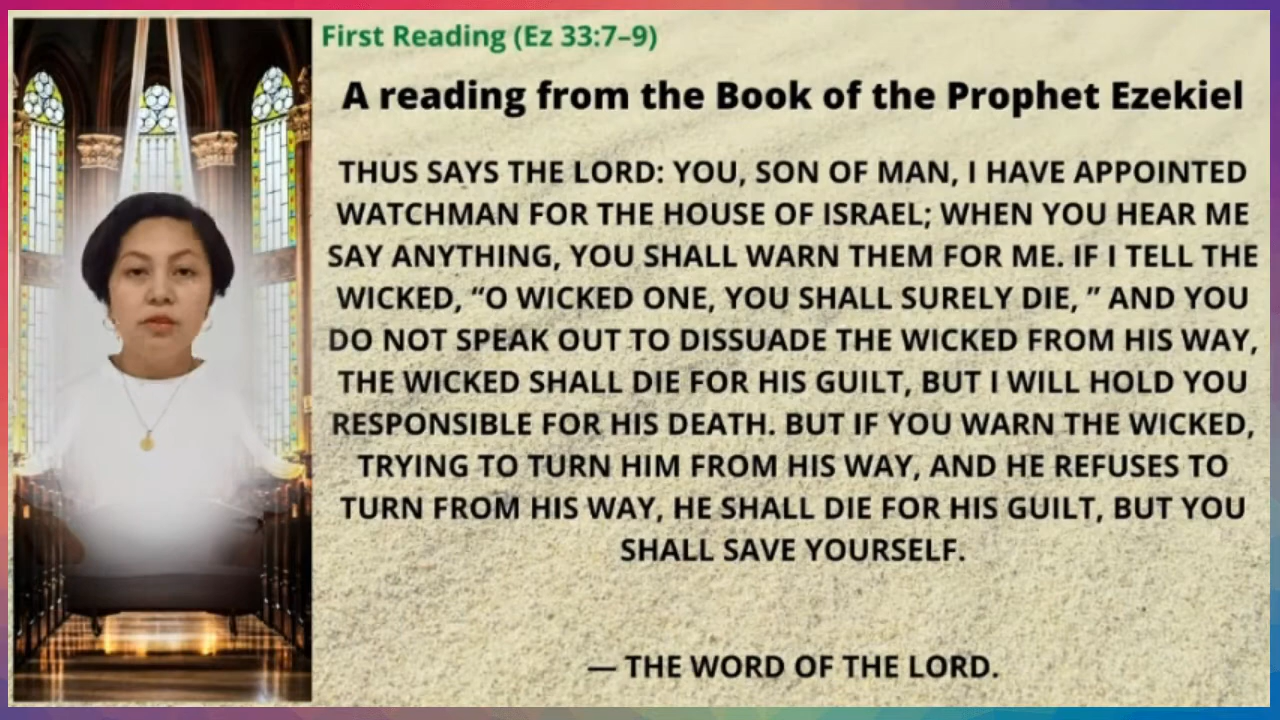 First Reading (Ez 33:7–9)
A reading from the Book of the Prophet Ezekiel
THUS SAYS THE LORD: YOU, SON OF MAN, I HAVE APPOINTED
WATCHMAN FOR THE HOUSE OF ISRAEL; WHEN YOU HEAR ME
SAY ANYTHING, YOU SHALL WARN THEM FOR ME. IF I TELL THE
WICKED, “O WICKED ONE, YOU SHALL SURELY DIE, ” AND YOU
DO NOT SPEAK OUT TO DISSUADE THE WICKED FROM HIS WAY,
THE WICKED SHALL DIE FOR HIS GUILT, BUT I WILL HOLD YOU
RESPONSIBLE FOR HIS DEATH. BUT IF YOU WARN THE WICKED,
TRYING TO TURN HIM FROM HIS WAY, AND HE REFUSES TO
TURN FROM HIS WAY, HE SHALL DIE FOR HIS GUILT, BUT YOU
SHALL SAVE YOURSELF.
— THE WORD OF THE LORD.